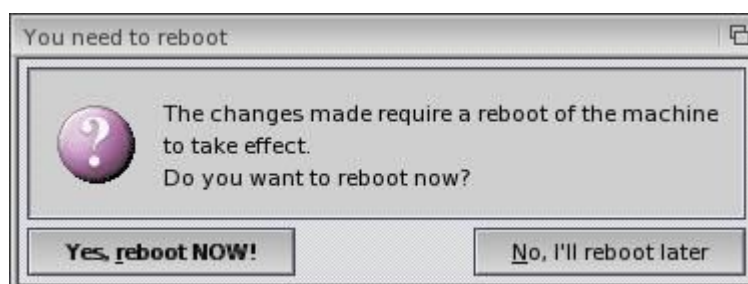 You need to reboot
?
The changes made require a reboot of the machine
to take effect.
Do you want to reboot now?
Yes, reboot NOW!
No, I'll reboot later